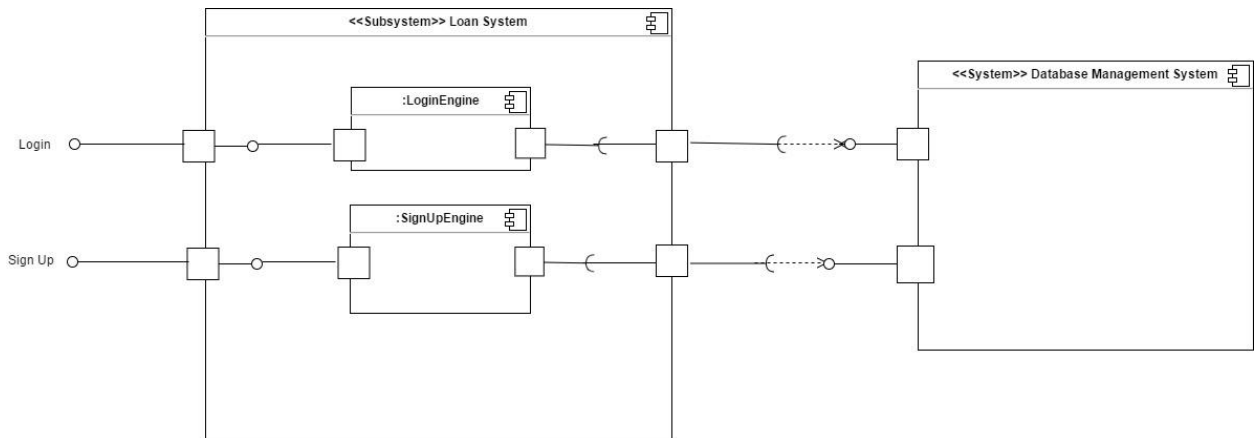 <<Subsystem>> Loan System
<<System>> Database Management System
:LoginEngine
Login
:SignUpEngine
Sign Up